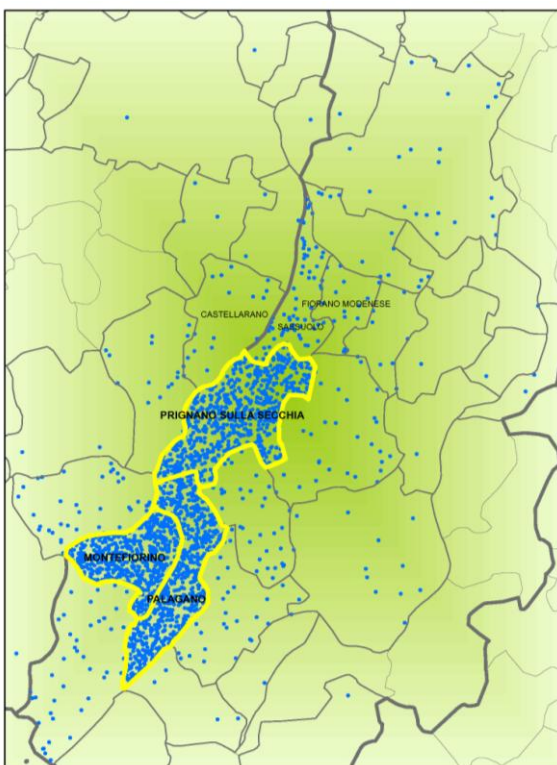 FIORANO MODENESE
CASTELLARANO
SASSUOLO
PRIGNANO SULLA SECCHIA
MONTEFIORINO
PALAGANO